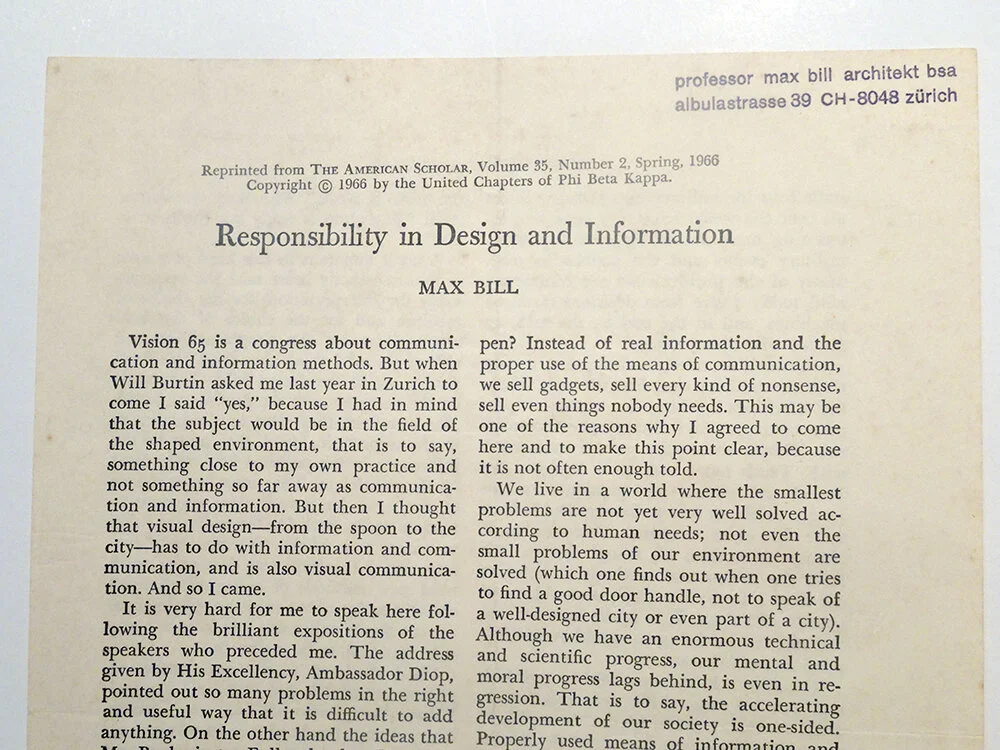 professor max bill architekt bsa
albulastrasse 39 CH-8048 zürich
Reprinted from THE AMERICAN SCHOLAR, Volume 35, Number 2, Spring, 1966
Copyright © 1966 by the United Chapters of Phi Beta Kappa.
Responsibility in Design and Information
MAX BILL
Vision 65 is a congress about communi-
cation and information methods. But when
Will Burtin asked me last year in Zurich to
come I said “yes,” because I had in mind
that the subject would be in the field of
the shaped environment, that is to say,
something close to my own practice and
not something so far away as communica-
tion and information. But then I thought
that visual design—from the spoon to the
city—has to do with information and com-
munication, and is also visual communica-
tion. And so I came.
It is very hard for me to speak here fol-
lowing the brilliant expositions of the
speakers who preceded me. The address
given by His Excellency, Ambassador Diop,
pointed out so many problems in the right
and useful way that it is difficult to add
anything. On the other hand the ideas that
pen? Instead of real information and the
proper use of the means of communication,
we sell gadgets, sell every kind of nonsense,
sell even things nobody needs. This may be
one of the reasons why I agreed to come
here and to make this point clear, because
it is not often enough told.
We live in a world where the smallest
problems are not yet very well solved ac-
cording to human needs; not even the
small problems of our environment are
solved (which one finds out when one tries
to find a good door handle, not to speak of
a well-designed city or even part of a city).
Although we have an enormous technical
and scientific progress, our mental and
moral progress lags behind, is even in re-
gression. That is to say, the accelerating
development of our society is one-sided.
Properly used means of information and